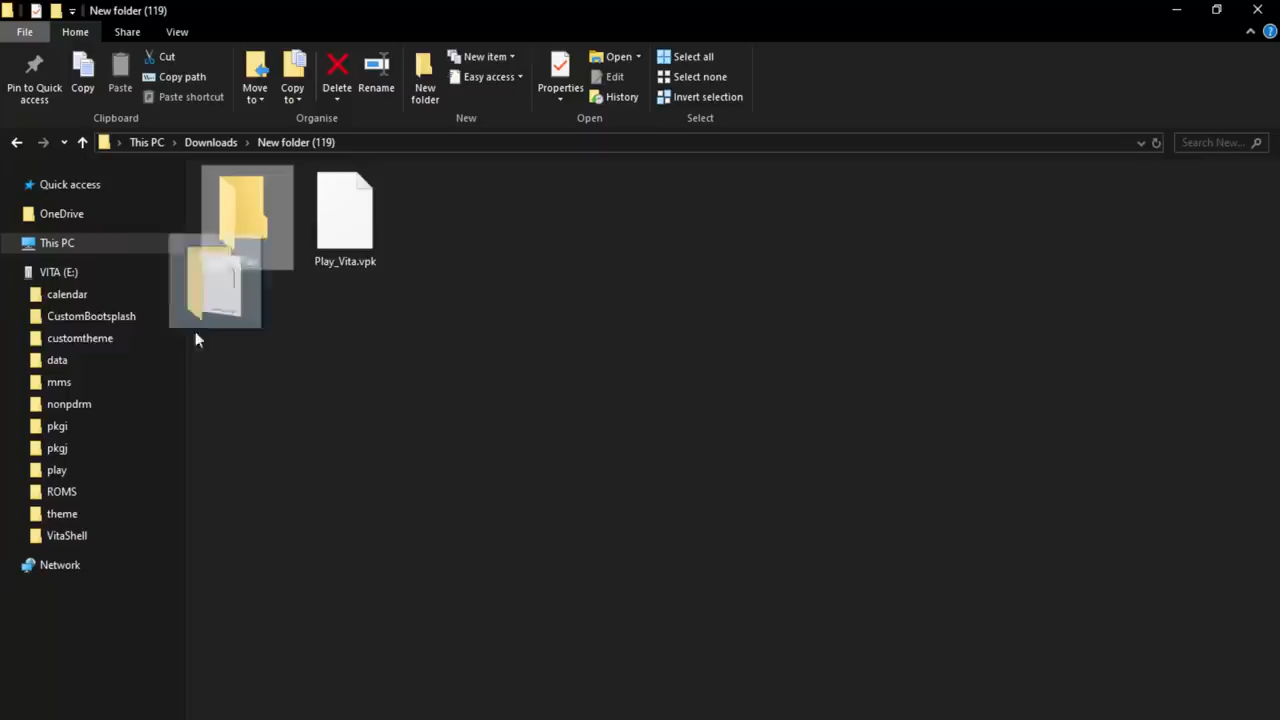 New folder (119)
File
Home
Share
View
Pin to Quick access
Copy
Paste
Cut
Copy path
Paste shortcut
Clipboard
Move to
Copy to
Delete
Rename
Organise
New folder
New item
Easy access
New
Properties
Open
Edit
History
Open
Select all
Select none
Invert selection
Select
This PC > Downloads > New folder (119)
Search New...
Quick access
OneDrive
This PC
VITA (E:)
calendar
CustomBootsplash
customtheme
data
mms
nonpdrm
pkgi
pkgj
play
ROMS
theme
VitaShell
Network
Play_Vita.vpk